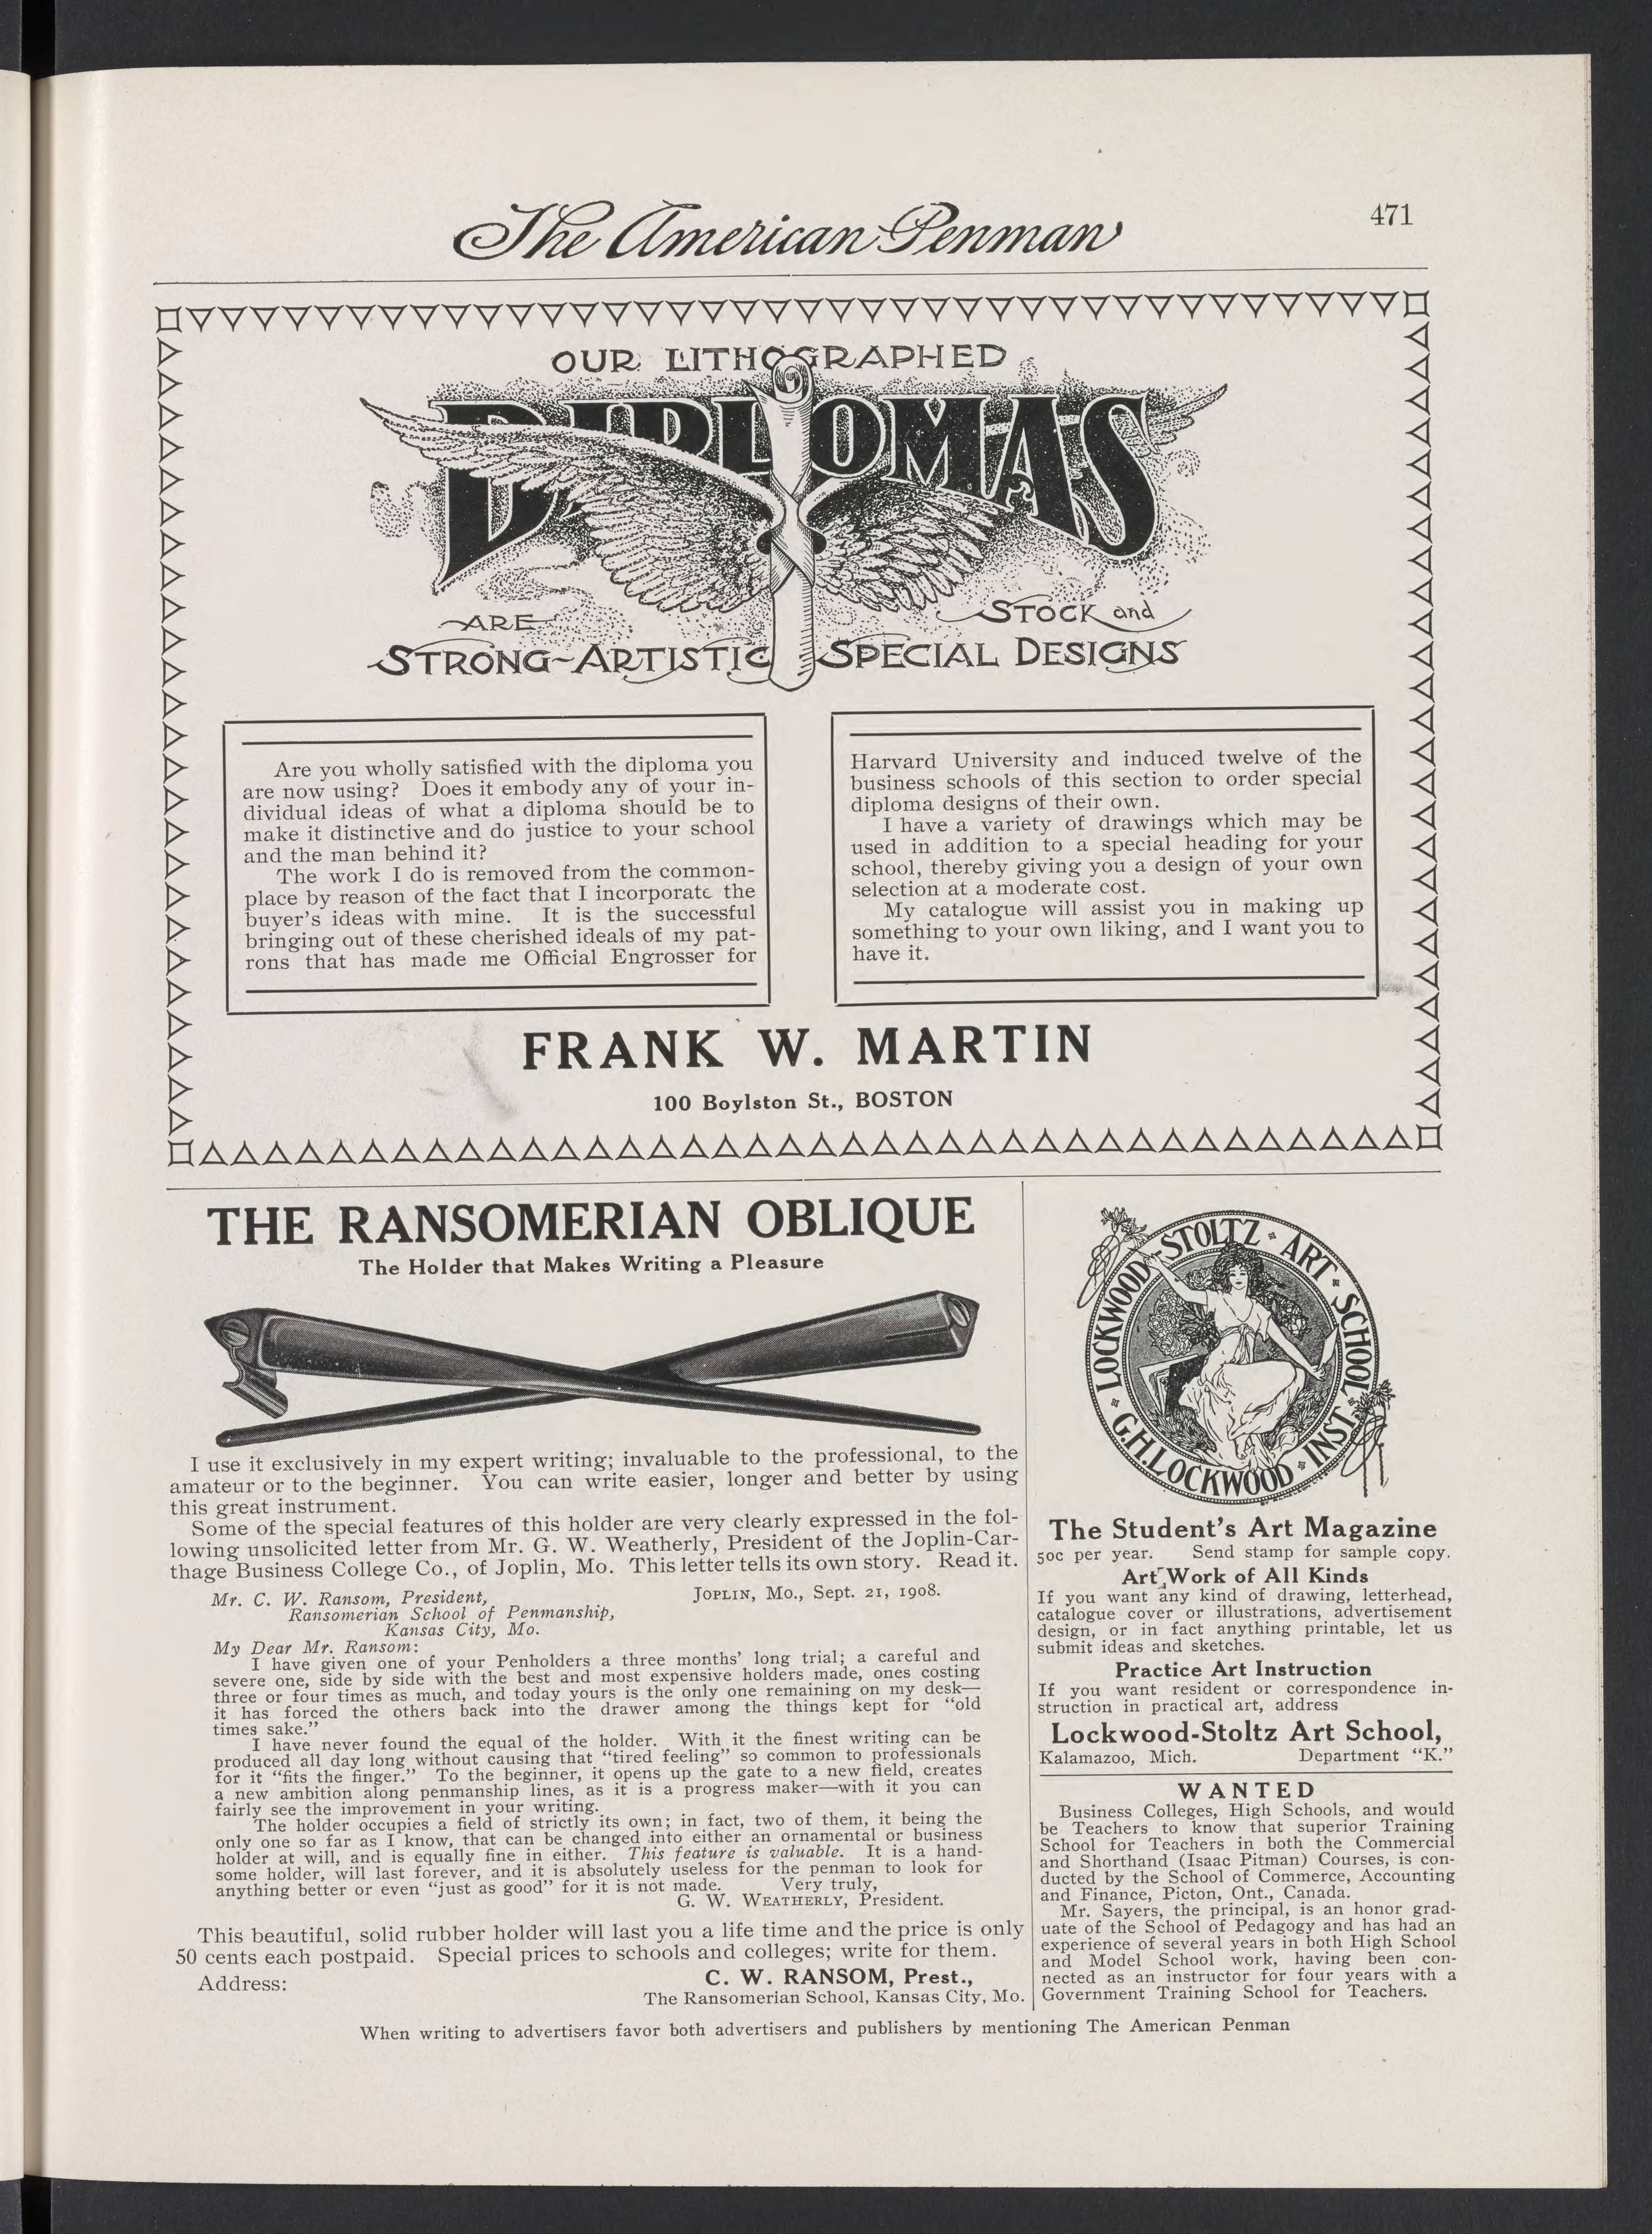 The American Penman
471
OUR LITHOGRAPHED
DIPLOMAS
ARE
STOCK and
STRONG-ARTISTIC
SPECIAL DESIGNS
Are you wholly satisfied with the diploma you
are now using? Does it embody any of your in-
dividual ideas of what a diploma should be to
make it distinctive and do justice to your school
and the man behind it?
The work I do is removed from the common-
place by reason of the fact that I incorporate the
buyer's ideas with mine. It is the successful
bringing out of these cherished ideals of my pat-
rons that has made me Official Engrosser for
Harvard University and induced twelve of the
business schools of this section to order special
diploma designs of their own.
I have a variety of drawings which may be
used in addition to a special heading for your
school, thereby giving you a design of your own
selection at a moderate cost.
My catalogue will assist you in making up
something to your own liking, and I want you to
have it.
FRANK W. MARTIN
100 Boylston St., BOSTON
THE RANSOMERIAN OBLIQUE
The Holder that Makes Writing a Pleasure
I use it exclusively in my expert writing; invaluable to the professional, to the
amateur or to the beginner. You can write easier, longer and better by using
this great instrument.
Some of the special features of this holder are very clearly expressed in the fol-
lowing unsolicited letter from Mr. G. W. Weatherly, President of the Joplin-Car-
thage Business College Co., of Joplin, Mo. This letter tells its own story. Read it.
Mr. C. W. Ransom, President, JOPLIN, Mo., Sept. 21, 1908.
Ransomerian School of Penmanship,
Kansas City, Mo.
My Dear Mr. Ransom:
I have given one of your Penholders a three months' long trial; a careful and
severe one, side by side with the best and most expensive holders made, ones costing
three or four times as much, and today yours is the only one remaining on my desk—
it has forced the others back into the drawer among the things kept for "old
times sake."
I have never found the equal of the holder. With it the finest writing can be
produced all day long without causing that "tired feeling" so common to professionals
for it "fits the finger." To the beginner, it opens up the gate to a new field, creates
a new ambition along penmanship lines, as it is a progress maker—with it you can
fairly see the improvement in your writing.
The holder occupies a field of strictly its own; in fact, two of them, it being the
only one so far as I know, that can be changed into either an ornamental or business
holder at will, and is equally fine in either. This feature is valuable. It is a hand-
some holder, will last forever, and it is absolutely useless for the penman to look for
anything better or even "just as good" for it is not made. Very truly,
G. W. WEATHERLY, President.
This beautiful, solid rubber holder will last you a life time and the price is only
50 cents each postpaid. Special prices to schools and colleges; write for them.
Address: C. W. RANSOM, Prest.,
The Ransomerian School, Kansas City, Mo.
LOCKWOOD-STOLTZ · ART · SCHOOL
G.H.LOCKWOOD · INST.
The Student's Art Magazine
50c per year. Send stamp for sample copy.
Art Work of All Kinds
If you want any kind of drawing, letterhead,
catalogue cover or illustrations, advertisement
design, or in fact anything printable, let us
submit ideas and sketches.
Practice Art Instruction
If you want resident or correspondence in-
struction in practical art, address
Lockwood-Stoltz Art School,
Kalamazoo, Mich. Department "K."
WANTED
Business Colleges, High Schools, and would
be Teachers to know that superior Training
School for Teachers in both the Commercial
and Shorthand (Isaac Pitman) Courses, is con-
ducted by the School of Commerce, Accounting
and Finance, Picton, Ont., Canada.
Mr. Sayers, the principal, is an honor grad-
uate of the School of Pedagogy and has had an
experience of several years in both High School
and Model School work, having been con-
nected as an instructor for four years with a
Government Training School for Teachers.
When writing to advertisers favor both advertisers and publishers by mentioning The American Penman